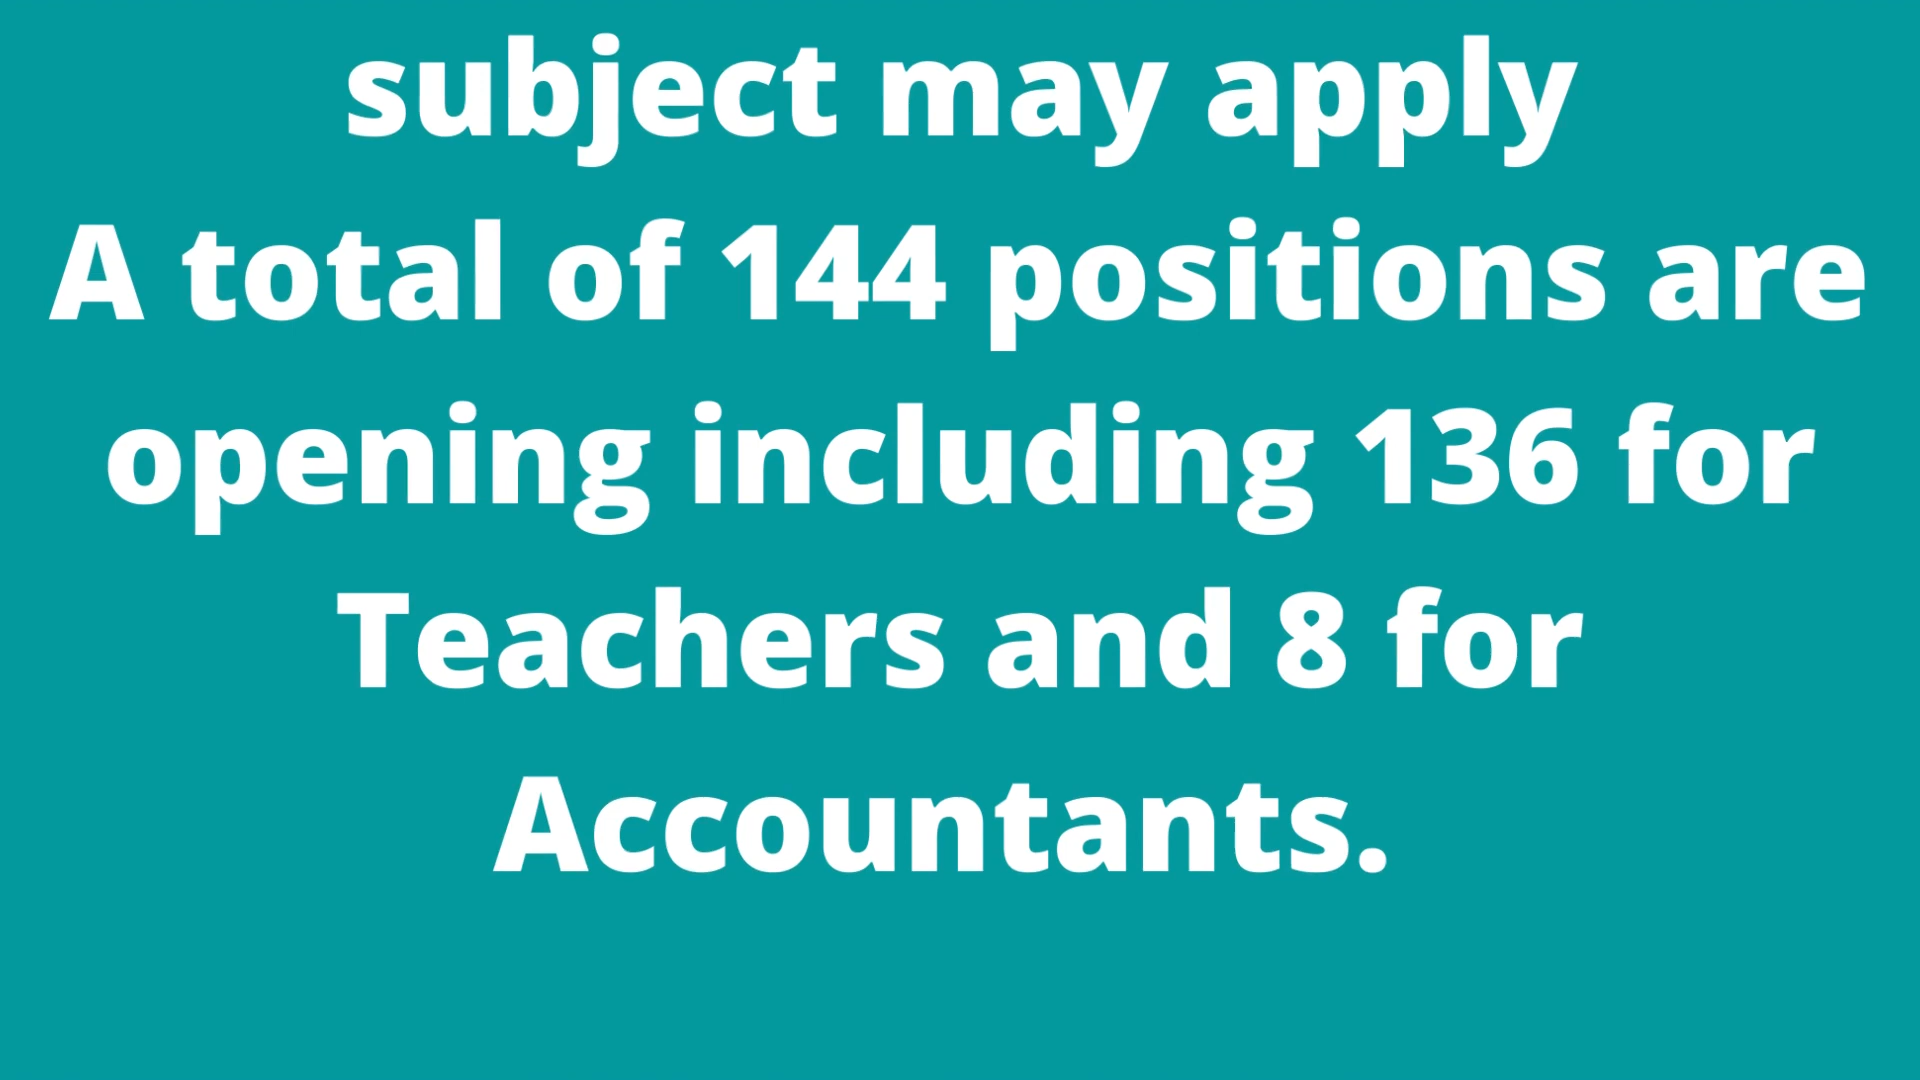 subject may apply
A total of 144 positions are
opening including 136 for
Teachers and 8 for
Accountants.